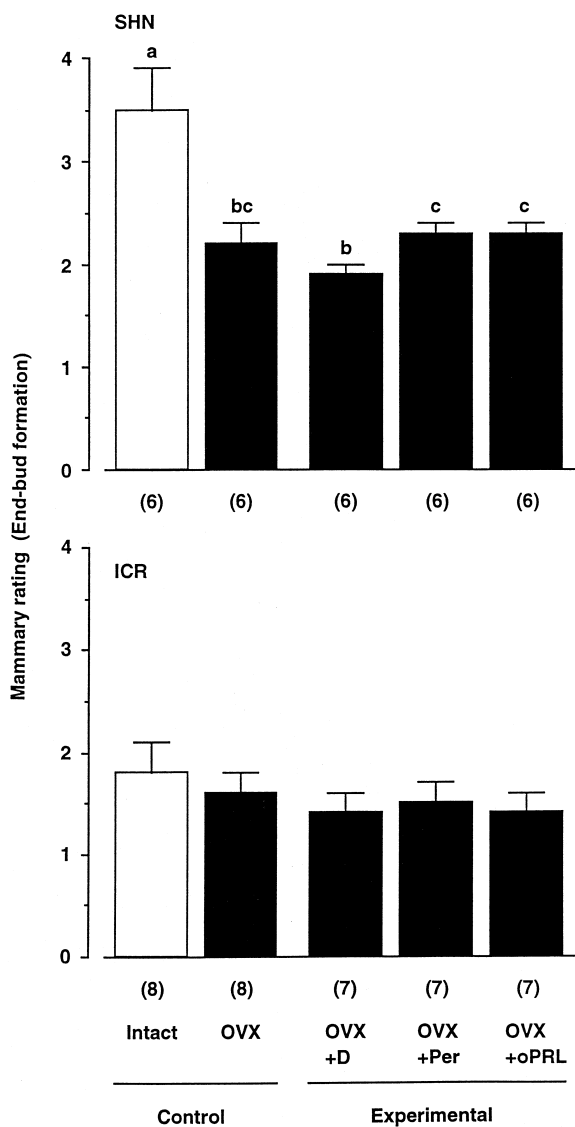 SHN
4
a
3
bc
c
c
b
2
1
0
(6) (6) (6) (6) (6)
Mammary rating (End-bud formation)
4
ICR
3
2
1
0
(8) (8) (7) (7) (7)
Intact OVX OVX OVX OVX
+D +Per +oPRL
Control Experimental